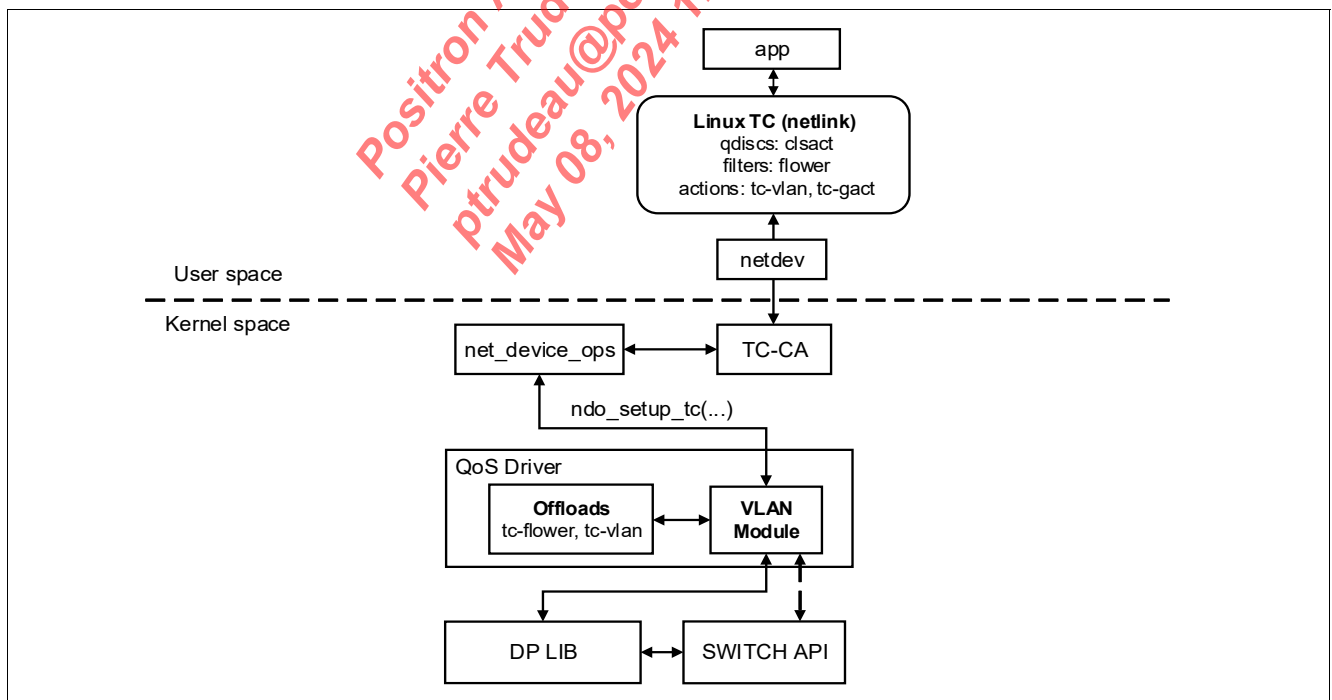 Positron
Pierre Trud
ptrudeau@po
May 08, 2024 1
app
Linux TC (netlink)
qdiscs: clsact
filters: flower
actions: tc-vlan, tc-gact
netdev
User space
Kernel space
net_device_ops
TC-CA
ndo_setup_tc(...)
QoS Driver
Offloads
tc-flower, tc-vlan
VLAN
Module
DP LIB
SWITCH API